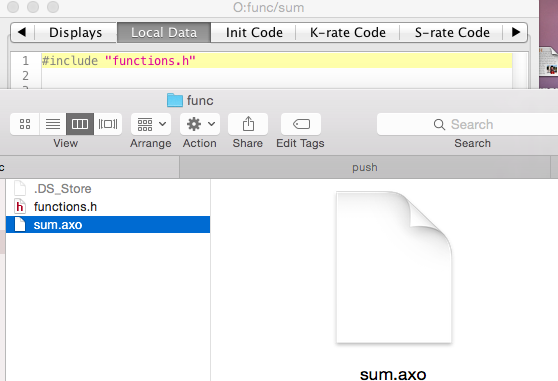 O:func/sum
Displays Local Data Init Code K-rate Code S-rate Code
1 #include "functions.h"
2
func
View Arrange Action Share Edit Tags Search
Search
push
.DS_Store
h functions.h
sum.axo
sum.axo